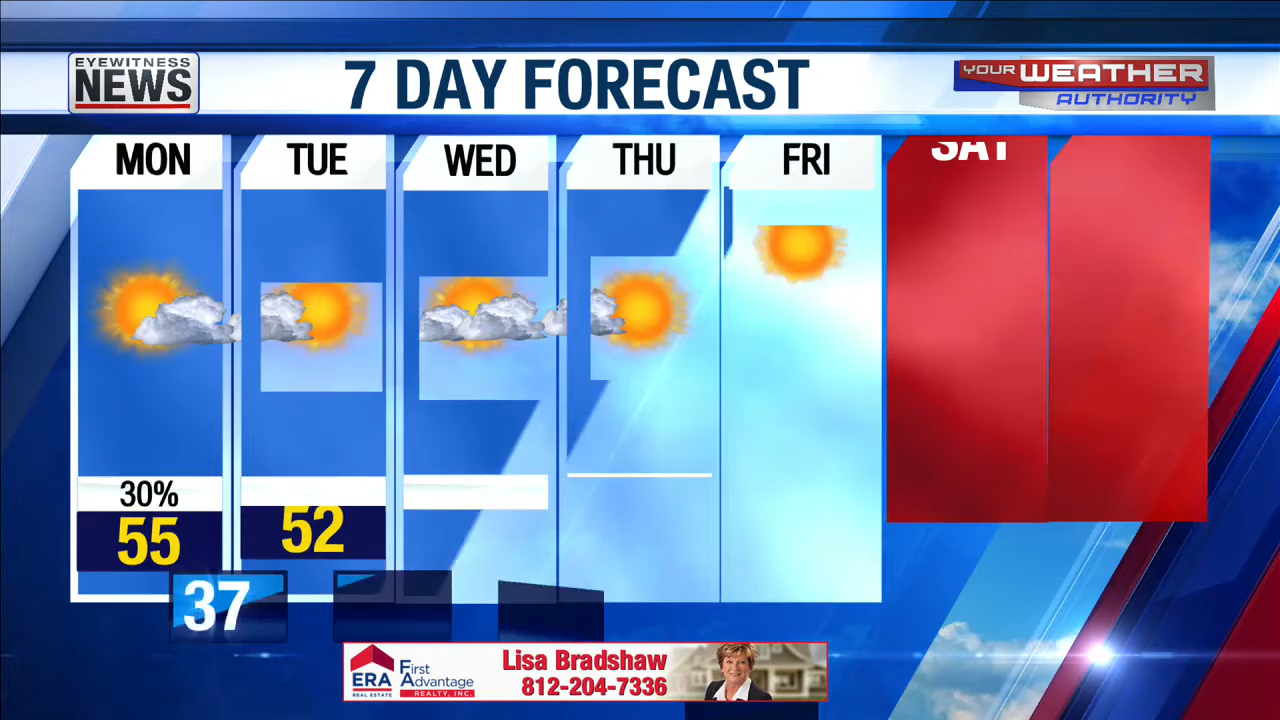 EYEWITNESS
NEWS
7 DAY FORECAST
YOUR WEATHER
AUTHORITY
MON
TUE
WED
THU
FRI
SAT
30%
55
52
37
ERA
REAL ESTATE
First
Advantage
REALTY, INC.
Lisa Bradshaw
812-204-7336